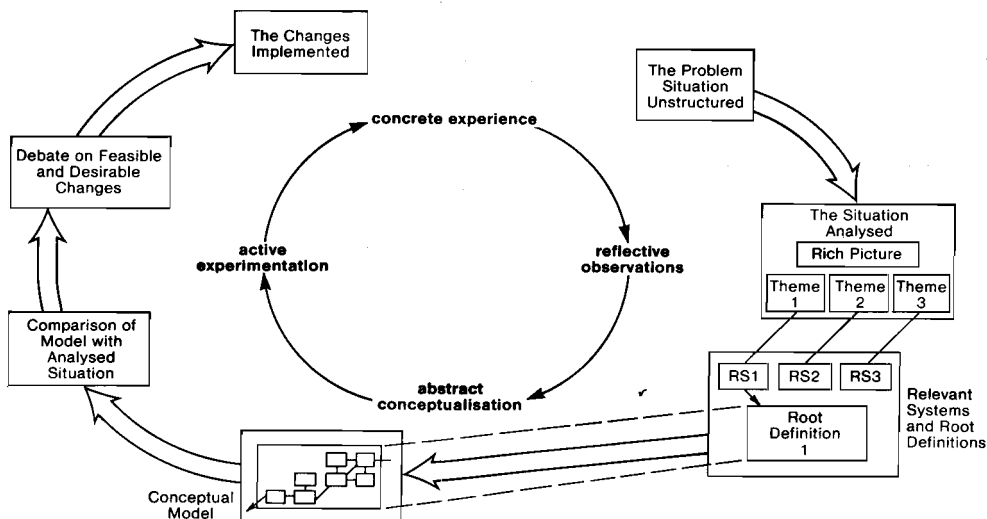 The Changes
Implemented
The Problem
Situation
Unstructured
concrete experience
Debate on Feasible
and Desirable
Changes
The Situation
Analysed
Rich Picture
Theme
1
Theme
2
Theme
3
active
experimentation
reflective
observations
Comparison of
Model with
Analysed
Situation
abstract
conceptualisation
RS1
RS2
RS3
Root
Definition
1
Relevant
Systems
and Root
Definitions
Conceptual
Model